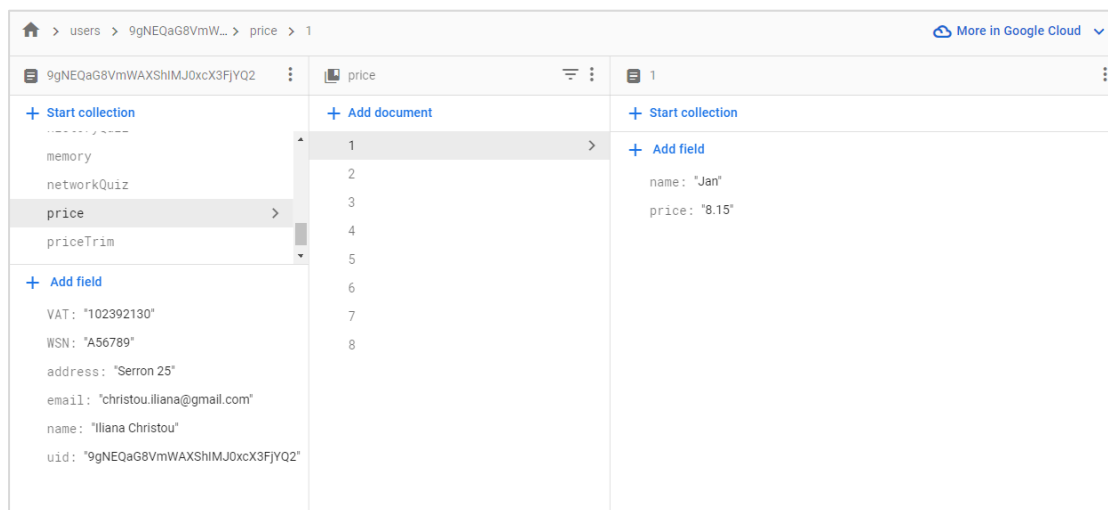 users > 9gNEQaG8VmW... > price > 1
More in Google Cloud
9gNEQaG8VmWAXShIMJ0xcX3FjYQ2
+ Start collection
memory
networkQuiz
price
priceTrim
+ Add field
VAT: "102392130"
WSN: "A56789"
address: "Serron 25"
email: "christou.iliana@gmail.com"
name: "Iliana Christou"
uid: "9gNEQaG8VmWAXShIMJ0xcX3FjYQ2"
price
+ Add document
1
2
3
4
5
6
7
8
1
+ Start collection
+ Add field
name: "Jan"
price: "8.15"